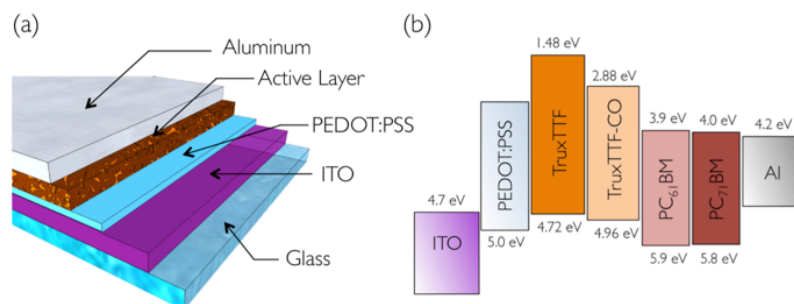 (a)
Aluminum
Active Layer
PEDOT:PSS
ITO
Glass
(b)
1.48 eV
2.88 eV
3.9 eV
4.0 eV
4.2 eV
4.7 eV
ITO
PEDOT:PSS
TruxTTF
TruxTTF-CO
PC₆₁BM
PC₇₁BM
Al
5.0 eV
4.72 eV
4.96 eV
5.9 eV
5.8 eV